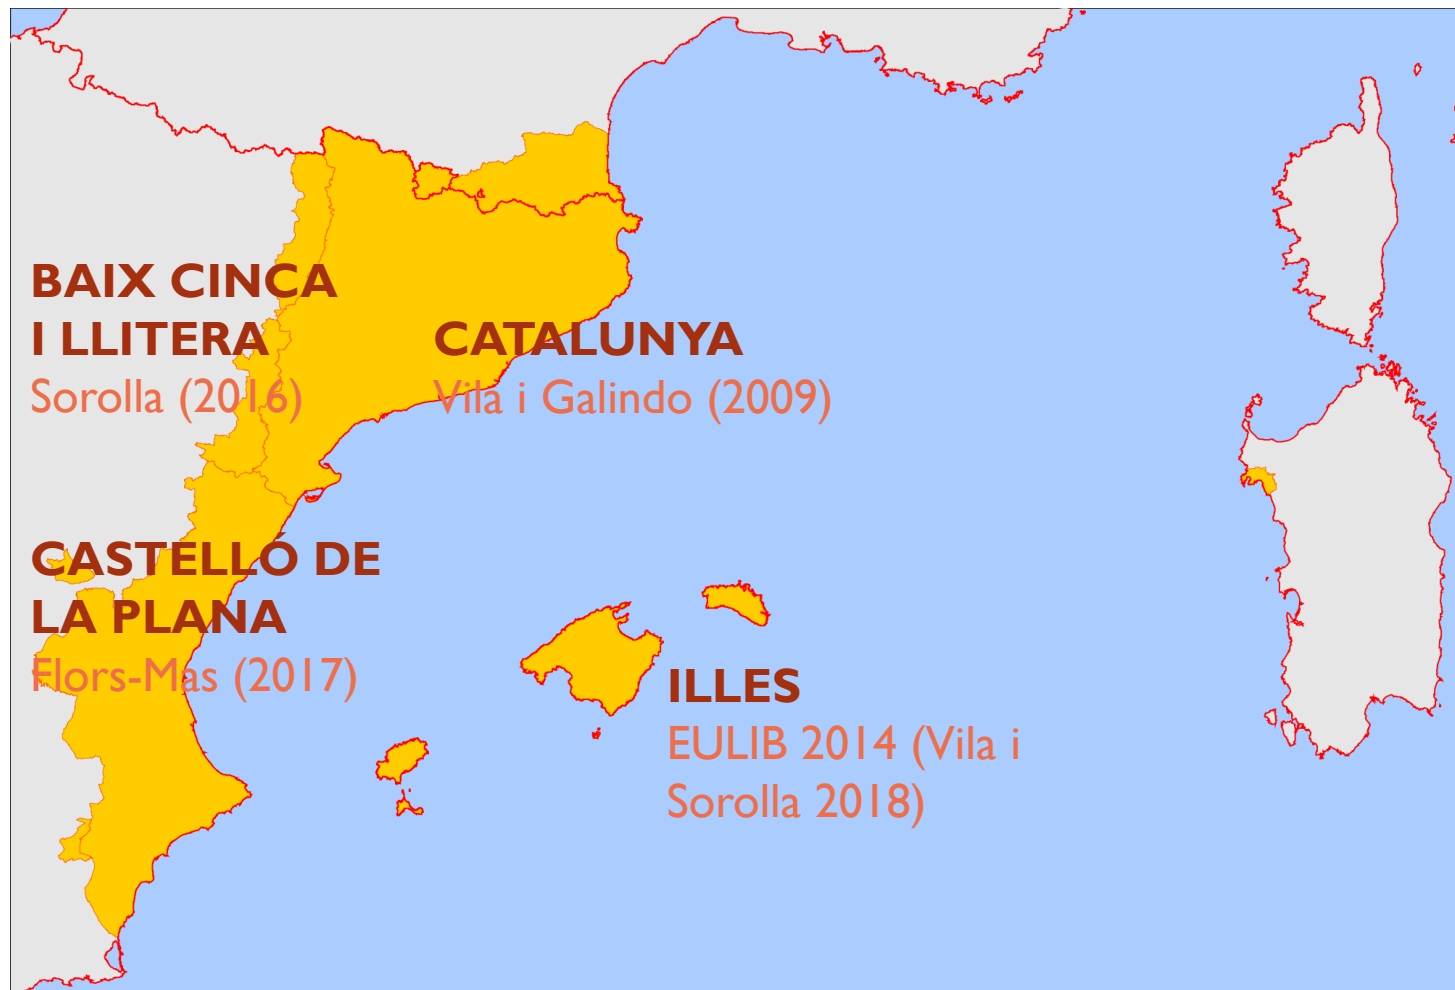 BAIX CINCA
I LLITERA
Sorolla (2016)
CATALUNYA
Vila i Galindo (2009)
CASTELLÓ DE
LA PLANA
Flors-Mas (2017)
ILLES
EULIB 2014 (Vila i
Sorolla 2018)